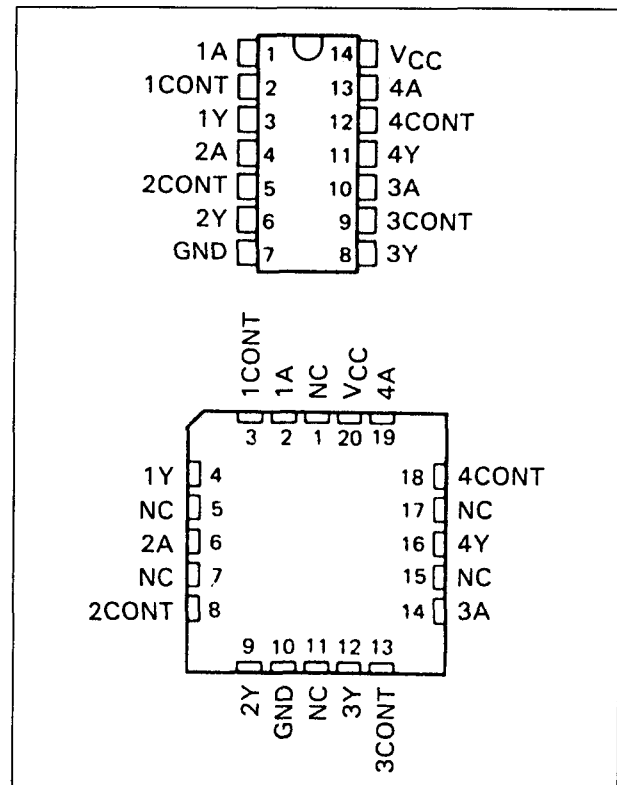 1A 1 14 VCC
1CONT 2 13 4A
1Y 3 12 4CONT
2A 4 11 4Y
2CONT 5 10 3A
2Y 6 9 3CONT
GND 7 8 3Y
1CONT 1A NC VCC 4A
3 2 1 20 19
1Y 4 18 4CONT
NC 5 17 NC
2A 6 16 4Y
NC 7 15 NC
2CONT 8 14 3A
9 10 11 12 13
2Y GND NC 3Y 3CONT